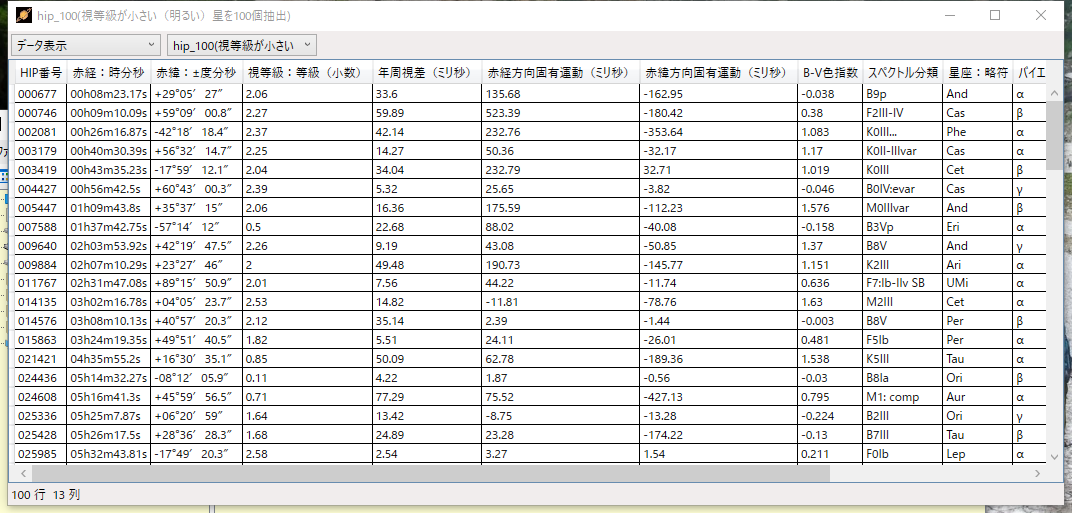 hip_100(視等級が小さい（明るい）星を100個抽出)
データ表示 hip_100(視等級が小さい
HIP番号 赤経：時分秒 赤緯：±度分秒 視等級：等級（小数） 年周視差（ミリ秒） 赤経方向固有運動（ミリ秒） 赤緯方向固有運動（ミリ秒） B-V色指数 スペクトル分類 星座：略符 バイエ
000677 00h08m23.17s +29°05′ 27″ 2.06 33.6 135.68 -162.95 -0.038 B9p And α
000746 00h09m10.09s +59°09′ 00.8″ 2.27 59.89 523.39 -180.42 0.38 F2III-IV Cas β
002081 00h26m16.87s -42°18′ 18.4″ 2.37 42.14 232.76 -353.64 1.083 K0III... Phe α
003179 00h40m30.39s +56°32′ 14.7″ 2.25 14.27 50.36 -32.17 1.17 K0II-IIIvar Cas α
003419 00h43m35.23s -17°59′ 12.1″ 2.04 34.04 232.79 32.71 1.019 K0III Cet β
004427 00h56m42.5s +60°43′ 00.3″ 2.39 5.32 25.65 -3.82 -0.046 B0IV:evar Cas γ
005447 01h09m43.8s +35°37′ 15″ 2.06 16.36 175.59 -112.23 1.576 M0IIIvar And β
007588 01h37m42.75s -57°14′ 12″ 0.5 22.68 88.02 -40.08 -0.158 B3Vp Eri α
009640 02h03m53.92s +42°19′ 47.5″ 2.26 9.19 43.08 -50.85 1.37 B8V And γ
009884 02h07m10.29s +23°27′ 46″ 2 49.48 190.73 -145.77 1.151 K2III Ari α
011767 02h31m47.08s +89°15′ 50.9″ 2.01 7.56 44.22 -11.74 0.636 F7:Ib-IIv SB UMi α
014135 03h02m16.78s +04°05′ 23.7″ 2.53 14.82 -11.81 -78.76 1.63 M2III Cet α
014576 03h08m10.13s +40°57′ 20.3″ 2.12 35.14 2.39 -1.44 -0.003 B8V Per β
015863 03h24m19.35s +49°51′ 40.5″ 1.82 5.51 24.11 -26.01 0.481 F5Ib Per α
021421 04h35m55.2s +16°30′ 35.1″ 0.85 50.09 62.78 -189.36 1.538 K5III Tau α
024436 05h14m32.27s -08°12′ 05.9″ 0.11 4.22 1.87 -0.56 -0.03 B8Ia Ori β
024608 05h16m41.3s +45°59′ 56.5″ 0.71 77.29 75.52 -427.13 0.795 M1: comp Aur α
025336 05h25m7.87s +06°20′ 59″ 1.64 13.42 -8.75 -13.28 -0.224 B2III Ori γ
025428 05h26m17.5s +28°36′ 28.3″ 1.68 24.89 23.28 -174.22 -0.13 B7III Tau β
025985 05h32m43.81s -17°49′ 20.3″ 2.58 2.54 3.27 1.54 0.211 F0Ib Lep α
100 行 13 列